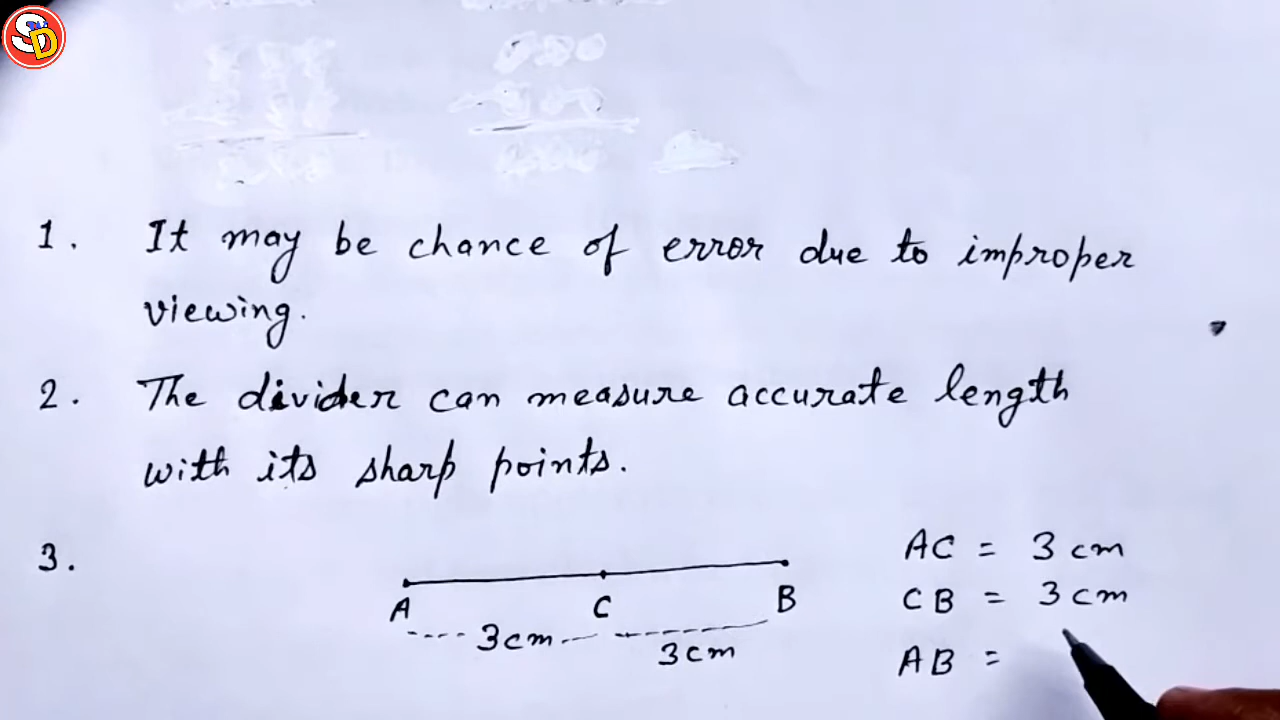 SD
1. It may be chance of error due to improper
viewing.
2. The divider can measure accurate length
with its sharp points.
3.
A C B
3cm 3cm
AC = 3 cm
CB = 3 cm
AB =